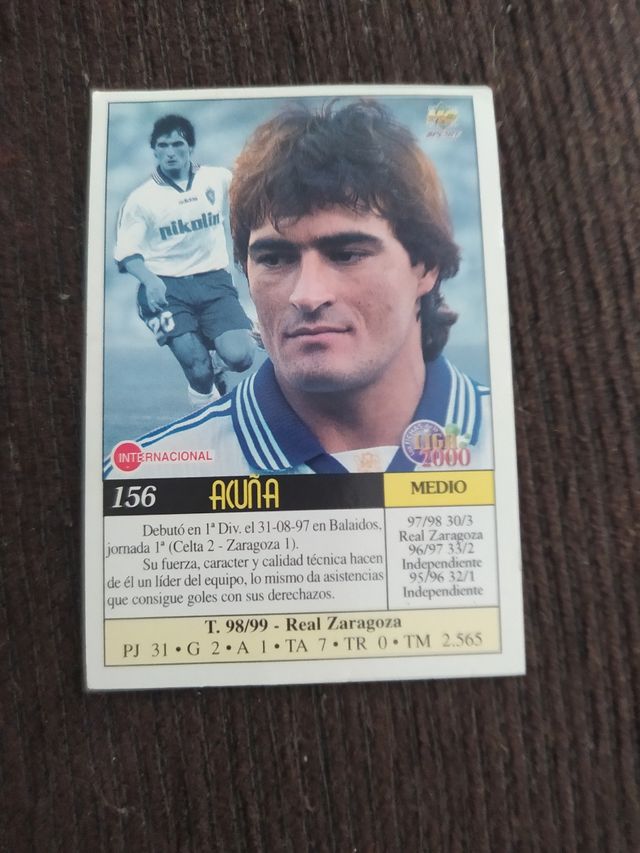 adidas
nikolin
20
INTERNACIONAL
LIGA
2000
156
ACUÑA
MEDIO
Debutó en 1ª Div. el 31-08-97 en Balaidos,
jornada 1ª (Celta 2 - Zaragoza 1).
Su fuerza, caracter y calidad técnica hacen
de él un líder del equipo, lo mismo da asistencias
que consigue goles con sus derechazos.
97/98 30/3
Real Zaragoza
96/97 33/2
Independiente
95/96 32/1
Independiente
T. 98/99 - Real Zaragoza
PJ 31 • G 2 • A 1 • TA 7 • TR 0 • TM 2.565